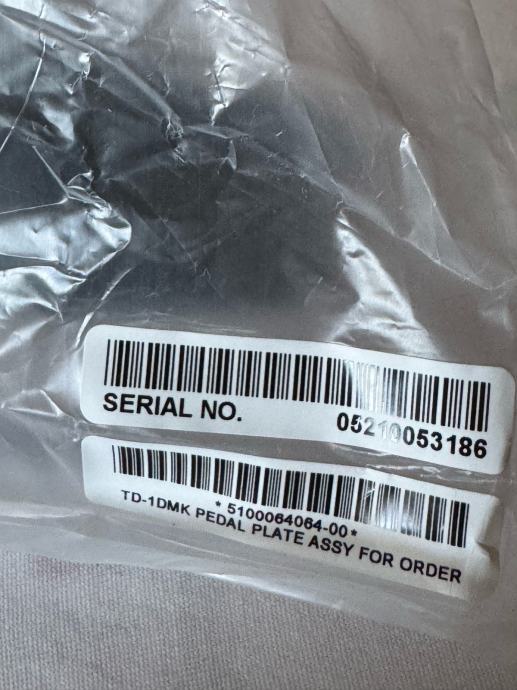 SERIAL NO. 05210053186
* 5100064064-00 *
TD-1DMK PEDAL PLATE ASSY FOR ORDER